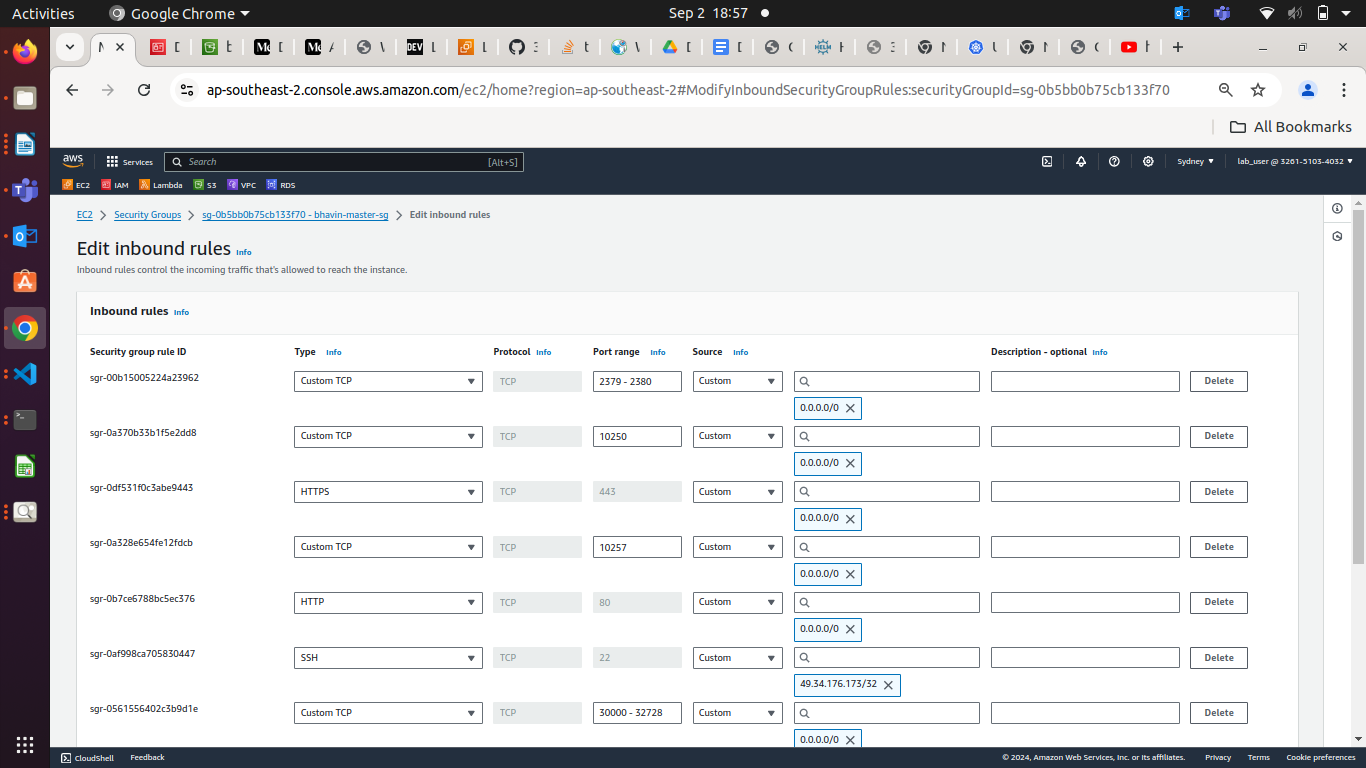 Activities
Google Chrome
Sep 2 18:57
ap-southeast-2.console.aws.amazon.com/ec2/home?region=ap-southeast-2#ModifyInboundSecurityGroupRules:securityGroupId=sg-0b5bb0b75cb133f70
All Bookmarks
aws
Services
Search
[Alt+S]
Sydney
lab_user @ 3261-5103-4032
EC2
IAM
Lambda
S3
VPC
RDS
EC2
Security Groups
sg-0b5bb0b75cb133f70 - bhavin-master-sg
Edit inbound rules
Edit inbound rules Info
Inbound rules control the incoming traffic that's allowed to reach the instance.
Inbound rules Info
Security group rule ID
Type Info
Protocol Info
Port range Info
Source Info
Description - optional Info
sgr-00b15005224a23962
Custom TCP
TCP
2379 - 2380
Custom
Delete
0.0.0.0/0
sgr-0a370b33b1f5e2dd8
Custom TCP
TCP
10250
Custom
Delete
0.0.0.0/0
sgr-0df531f0c3abe9443
HTTPS
TCP
443
Custom
Delete
0.0.0.0/0
sgr-0a328e654fe12fdcb
Custom TCP
TCP
10257
Custom
Delete
0.0.0.0/0
sgr-0b7ce6788bc5ec376
HTTP
TCP
80
Custom
Delete
0.0.0.0/0
sgr-0af998ca705830447
SSH
TCP
22
Custom
Delete
49.34.176.173/32
sgr-0561556402c3b9d1e
Custom TCP
TCP
30000 - 32728
Custom
Delete
0.0.0.0/0
CloudShell
Feedback
© 2024, Amazon Web Services, Inc. or its affiliates.
Privacy
Terms
Cookie preferences